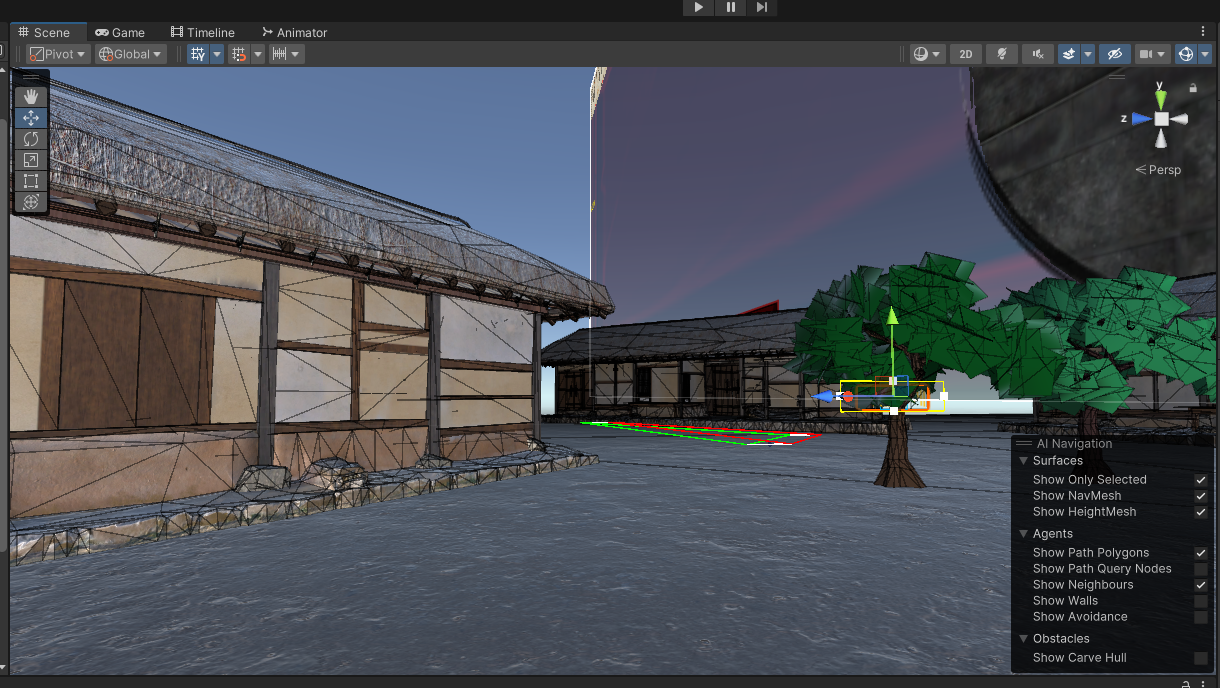 Scene Game Timeline Animator
Pivot Global 2D
y
z
Persp
AI Navigation
Surfaces
Show Only Selected
Show NavMesh
Show HeightMesh
Agents
Show Path Polygons
Show Path Query Nodes
Show Neighbours
Show Walls
Show Avoidance
Obstacles
Show Carve Hull